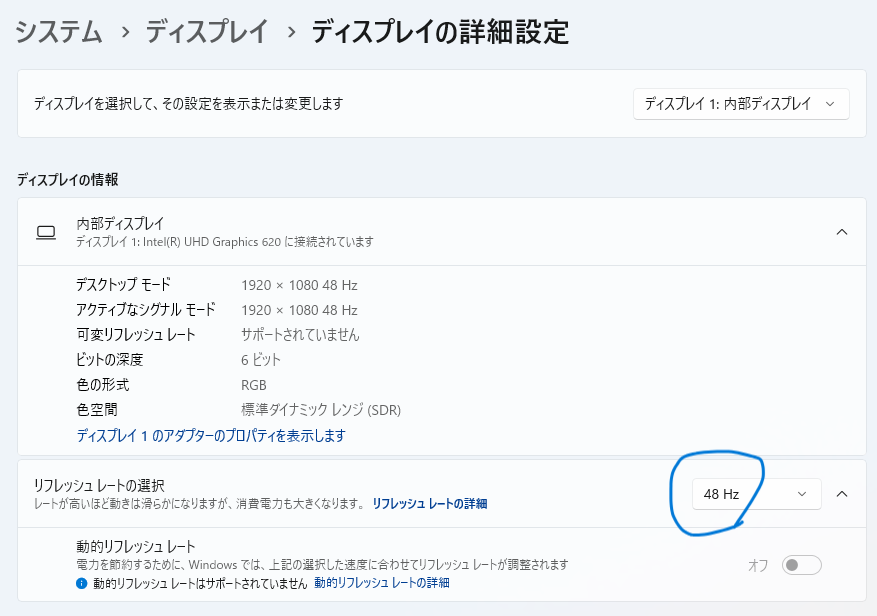 システム › ディスプレイ › ディスプレイの詳細設定
ディスプレイを選択して、その設定を表示または変更します
ディスプレイ 1: 内部ディスプレイ
ディスプレイの情報
内部ディスプレイ
ディスプレイ 1: Intel(R) UHD Graphics 620 に接続されています
デスクトップ モード 1920 × 1080 48 Hz
アクティブなシグナル モード 1920 × 1080 48 Hz
可変リフレッシュ レート サポートされていません
ビットの深度 6 ビット
色の形式 RGB
色空間 標準ダイナミック レンジ (SDR)
ディスプレイ 1 のアダプターのプロパティを表示します
リフレッシュ レートの選択
レートが高いほど動きは滑らかになりますが、消費電力も大きくなります。 リフレッシュ レートの詳細
48 Hz
動的リフレッシュ レート
電力を節約するために、Windows では、上記の選択した速度に合わせてリフレッシュ レートが調整されます
動的リフレッシュ レートはサポートされていません 動的リフレッシュ レートの詳細
オフ